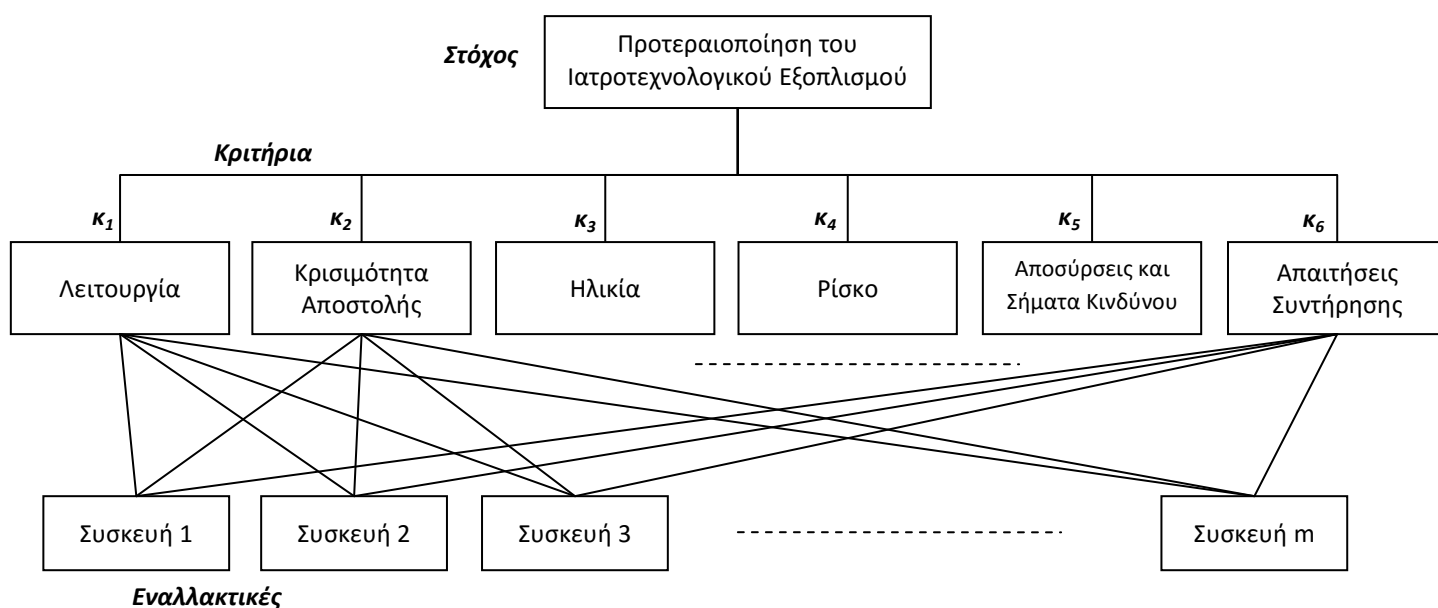 Στόχος
Προτεραιοποίηση του
Ιατροτεχνολογικού Εξοπλισμού
Κριτήρια
κ1
κ2
κ3
κ4
κ5
κ6
Λειτουργία
Κρισιμότητα
Αποστολής
Ηλικία
Ρίσκο
Αποσύρσεις και
Σήματα Κινδύνου
Απαιτήσεις
Συντήρησης
Συσκευή 1
Συσκευή 2
Συσκευή 3
Συσκευή m
Εναλλακτικές